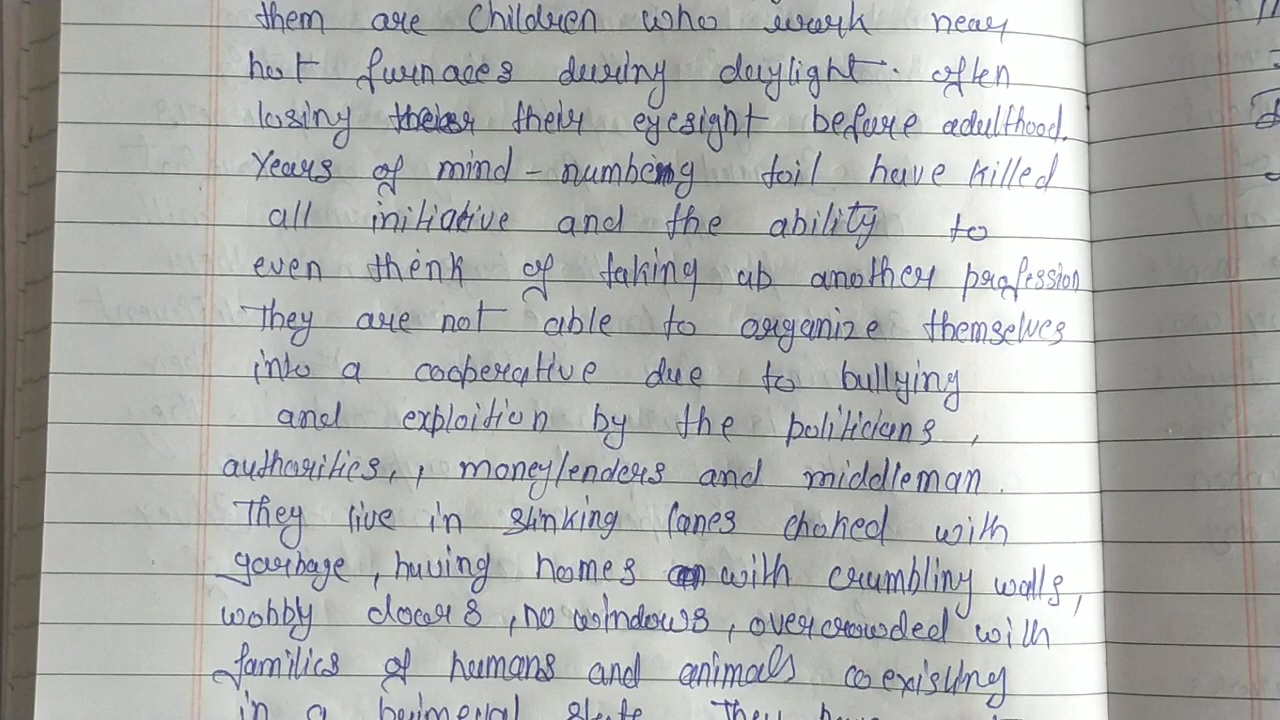 them are children who work near
hot furnaces during daylight. often
losing their eyesight before adulthood.
Years of mind-numbing toil have killed
all initiative and the ability to
even think of taking up another profession
They are not able to organize themselves
into a cooperative due to bullying
and exploition by the politicians,
authorities,, moneylenders and middleman.
They live in stinking lanes choked with
garbage, having homes with crumbling walls,
wobby doors, no windows, overcrowded with
families of humans and animals coexisting
in a state They